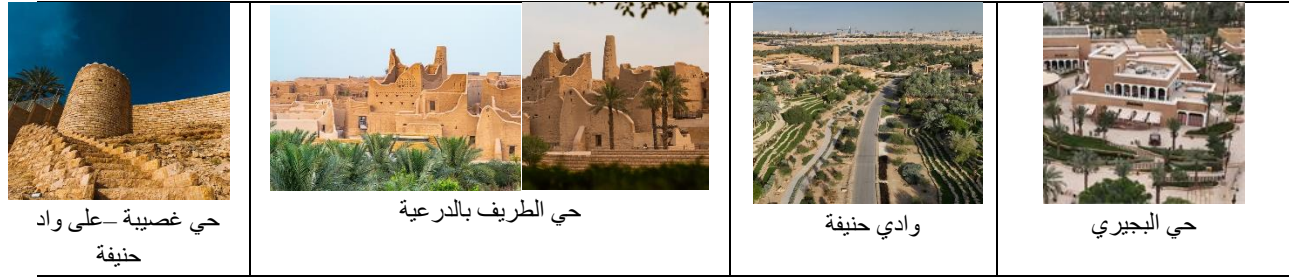 حي البجيري
وادي حنيفة
حي الطريف بالدرعية
حي غصيبة –على واد
حنيفة